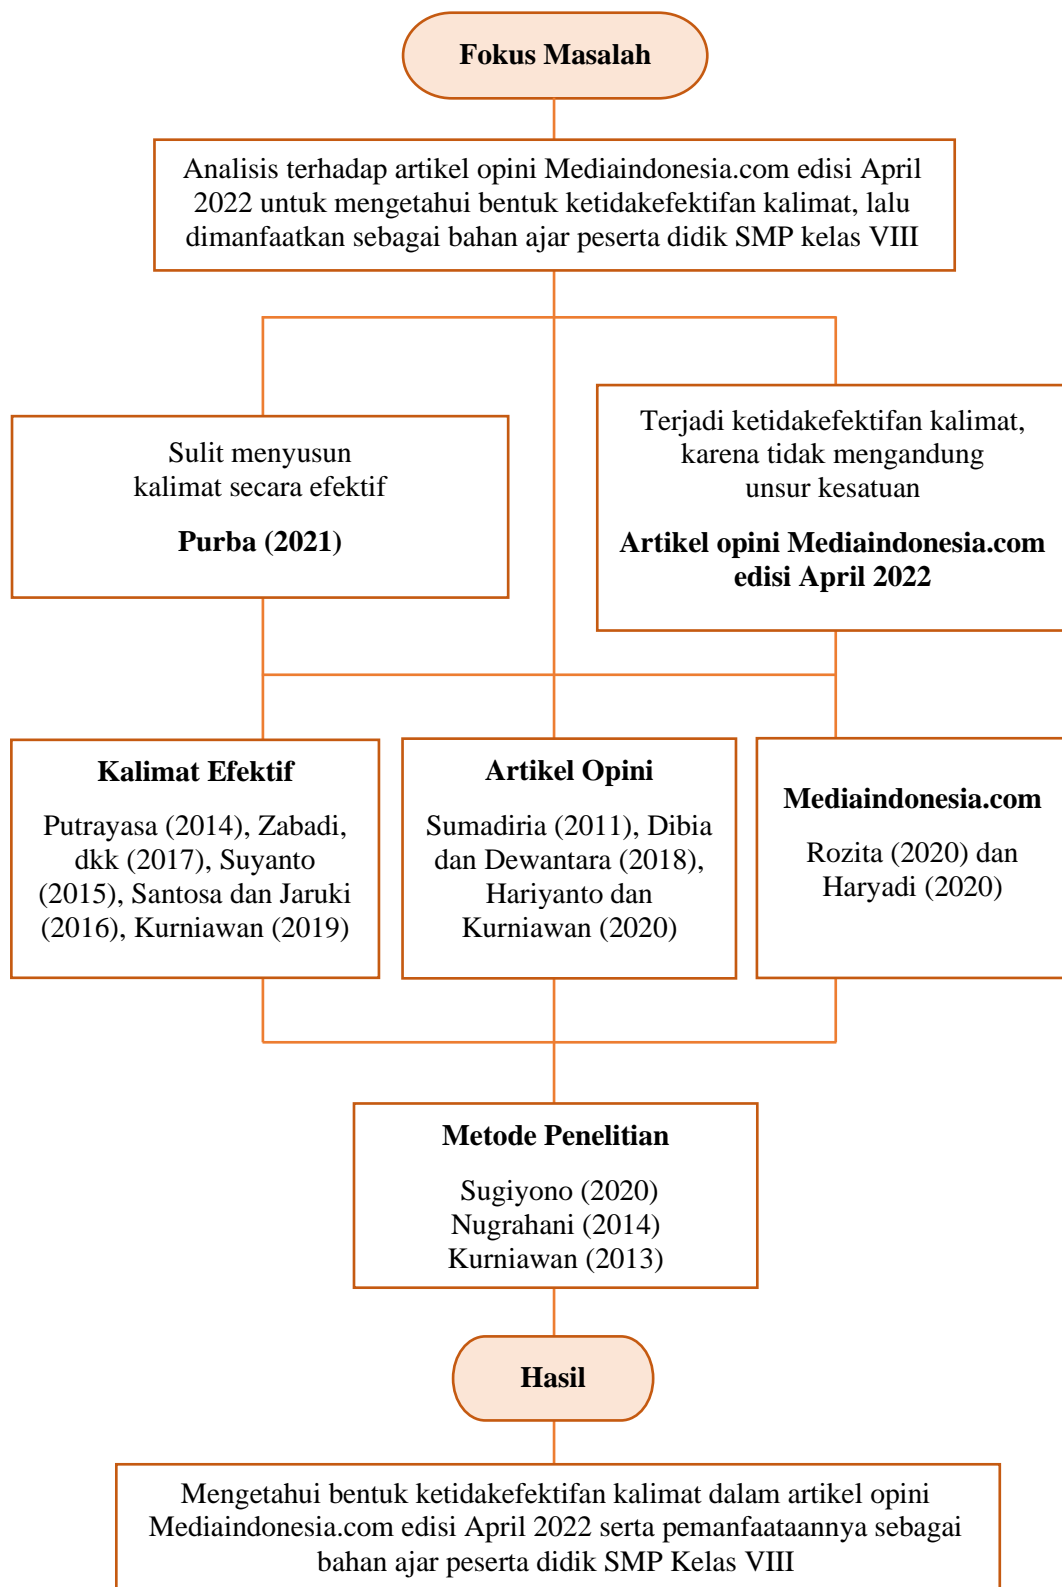 Fokus Masalah
Analisis terhadap artikel opini Mediaindonesia.com edisi April
2022 untuk mengetahui bentuk ketidakefektifan kalimat, lalu
dimanfaatkan sebagai bahan ajar peserta didik SMP kelas VIII
Sulit menyusun
kalimat secara efektif
Purba (2021)
Terjadi ketidakefektifan kalimat,
karena tidak mengandung
unsur kesatuan
Artikel opini Mediaindonesia.com
edisi April 2022
Kalimat Efektif
Putrayasa (2014), Zabadi,
dkk (2017), Suyanto
(2015), Santosa dan Jaruki
(2016), Kurniawan (2019)
Artikel Opini
Sumadiria (2011), Dibia
dan Dewantara (2018),
Hariyanto dan
Kurniawan (2020)
Mediaindonesia.com
Rozita (2020) dan
Haryadi (2020)
Metode Penelitian
Sugiyono (2020)
Nugrahani (2014)
Kurniawan (2013)
Hasil
Mengetahui bentuk ketidakefektifan kalimat dalam artikel opini
Mediaindonesia.com edisi April 2022 serta pemanfaataannya sebagai
bahan ajar peserta didik SMP Kelas VIII